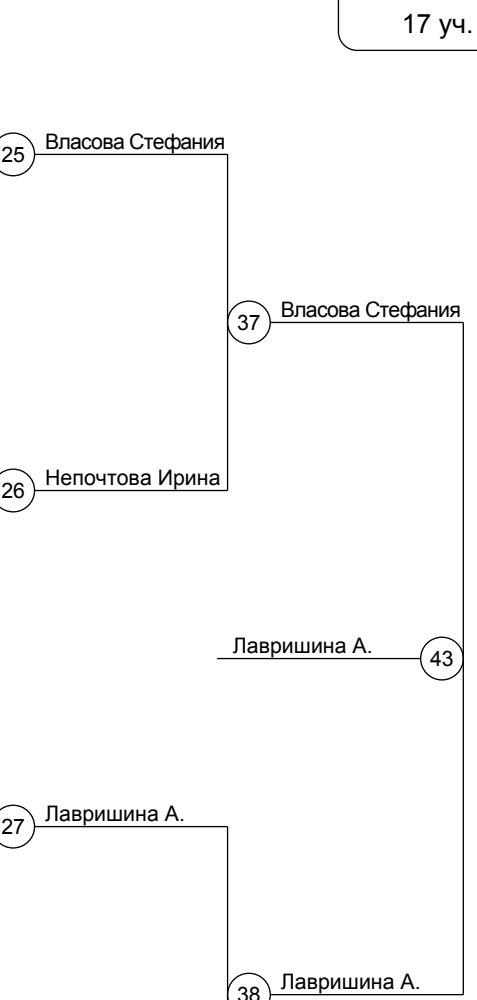 17 уч.
25 Власова Стефания
37 Власова Стефания
26 Непочтова Ирина
Лавришина А. 43
27 Лавришина А.
38 Лавришина А.